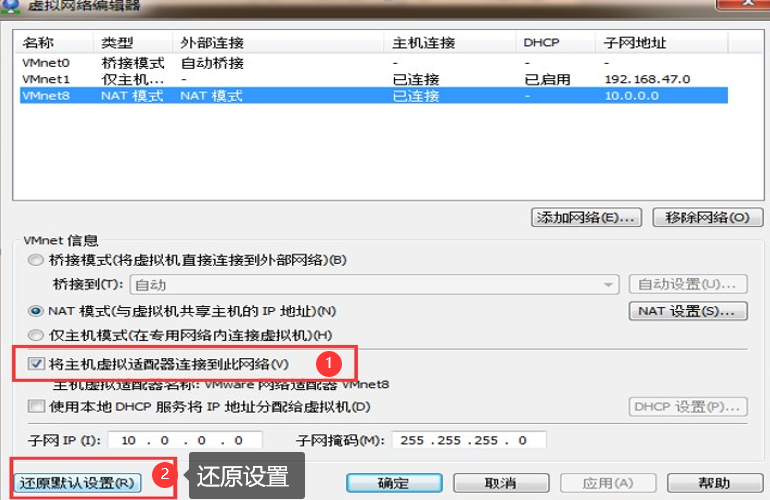 虚拟网络编辑器
名称 类型 外部连接 主机连接 DHCP 子网地址
VMnet0 桥接模式 自动桥接 - - -
VMnet1 仅主机... - 已连接 已启用 192.168.47.0
VMnet8 NAT 模式 NAT 模式 已连接 - 10.0.0.0
添加网络(E)... 移除网络(O)
VMnet 信息
桥接模式(将虚拟机直接连接到外部网络)(B)
桥接到(T): 自动 自动设置(U)...
NAT 模式(与虚拟机共享主机的 IP 地址)(N) NAT 设置(S)...
仅主机模式(在专用网络内连接虚拟机)(H)
将主机虚拟适配器连接到此网络(V) 1
主机虚拟适配器名称: VMware 网络适配器 VMnet8
使用本地 DHCP 服务将 IP 地址分配给虚拟机(D) DHCP 设置(P)...
子网 IP (I): 10 . 0 . 0 . 0 子网掩码(M): 255 .255 .255 . 0
还原默认设置(R) 2 还原设置 确定 取消 应用(A) 帮助